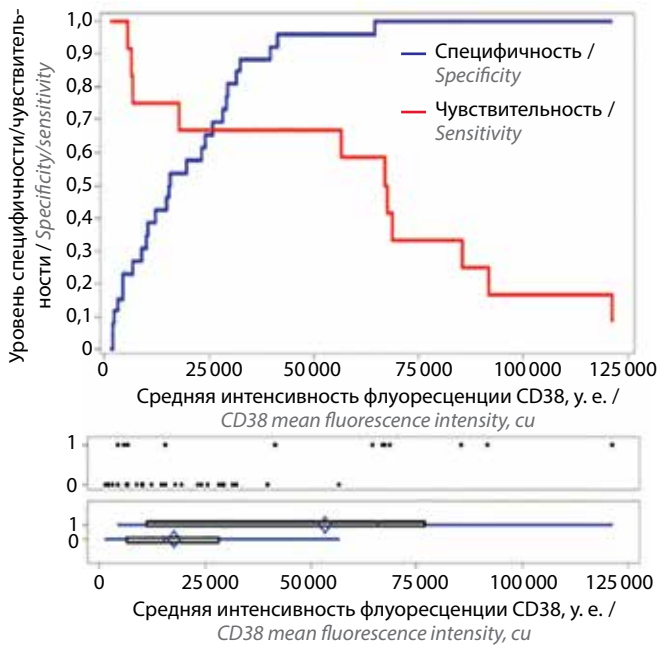 Уровень специфичности/чувствитель-
ности / Specificity/sensitivity
1,0
0,9
0,8
0,7
0,6
0,5
0,4
0,3
0,2
0,1
0
Специфичность /
Specificity
Чувствительность /
Sensitivity
0 25 000 50 000 75 000 100 000 125 000
Средняя интенсивность флуоресценции CD38, у. е. /
CD38 mean fluorescence intensity, cu
1
0
1
0
0 25 000 50 000 75 000 100 000 125 000
Средняя интенсивность флуоресценции CD38, у. е. /
CD38 mean fluorescence intensity, cu